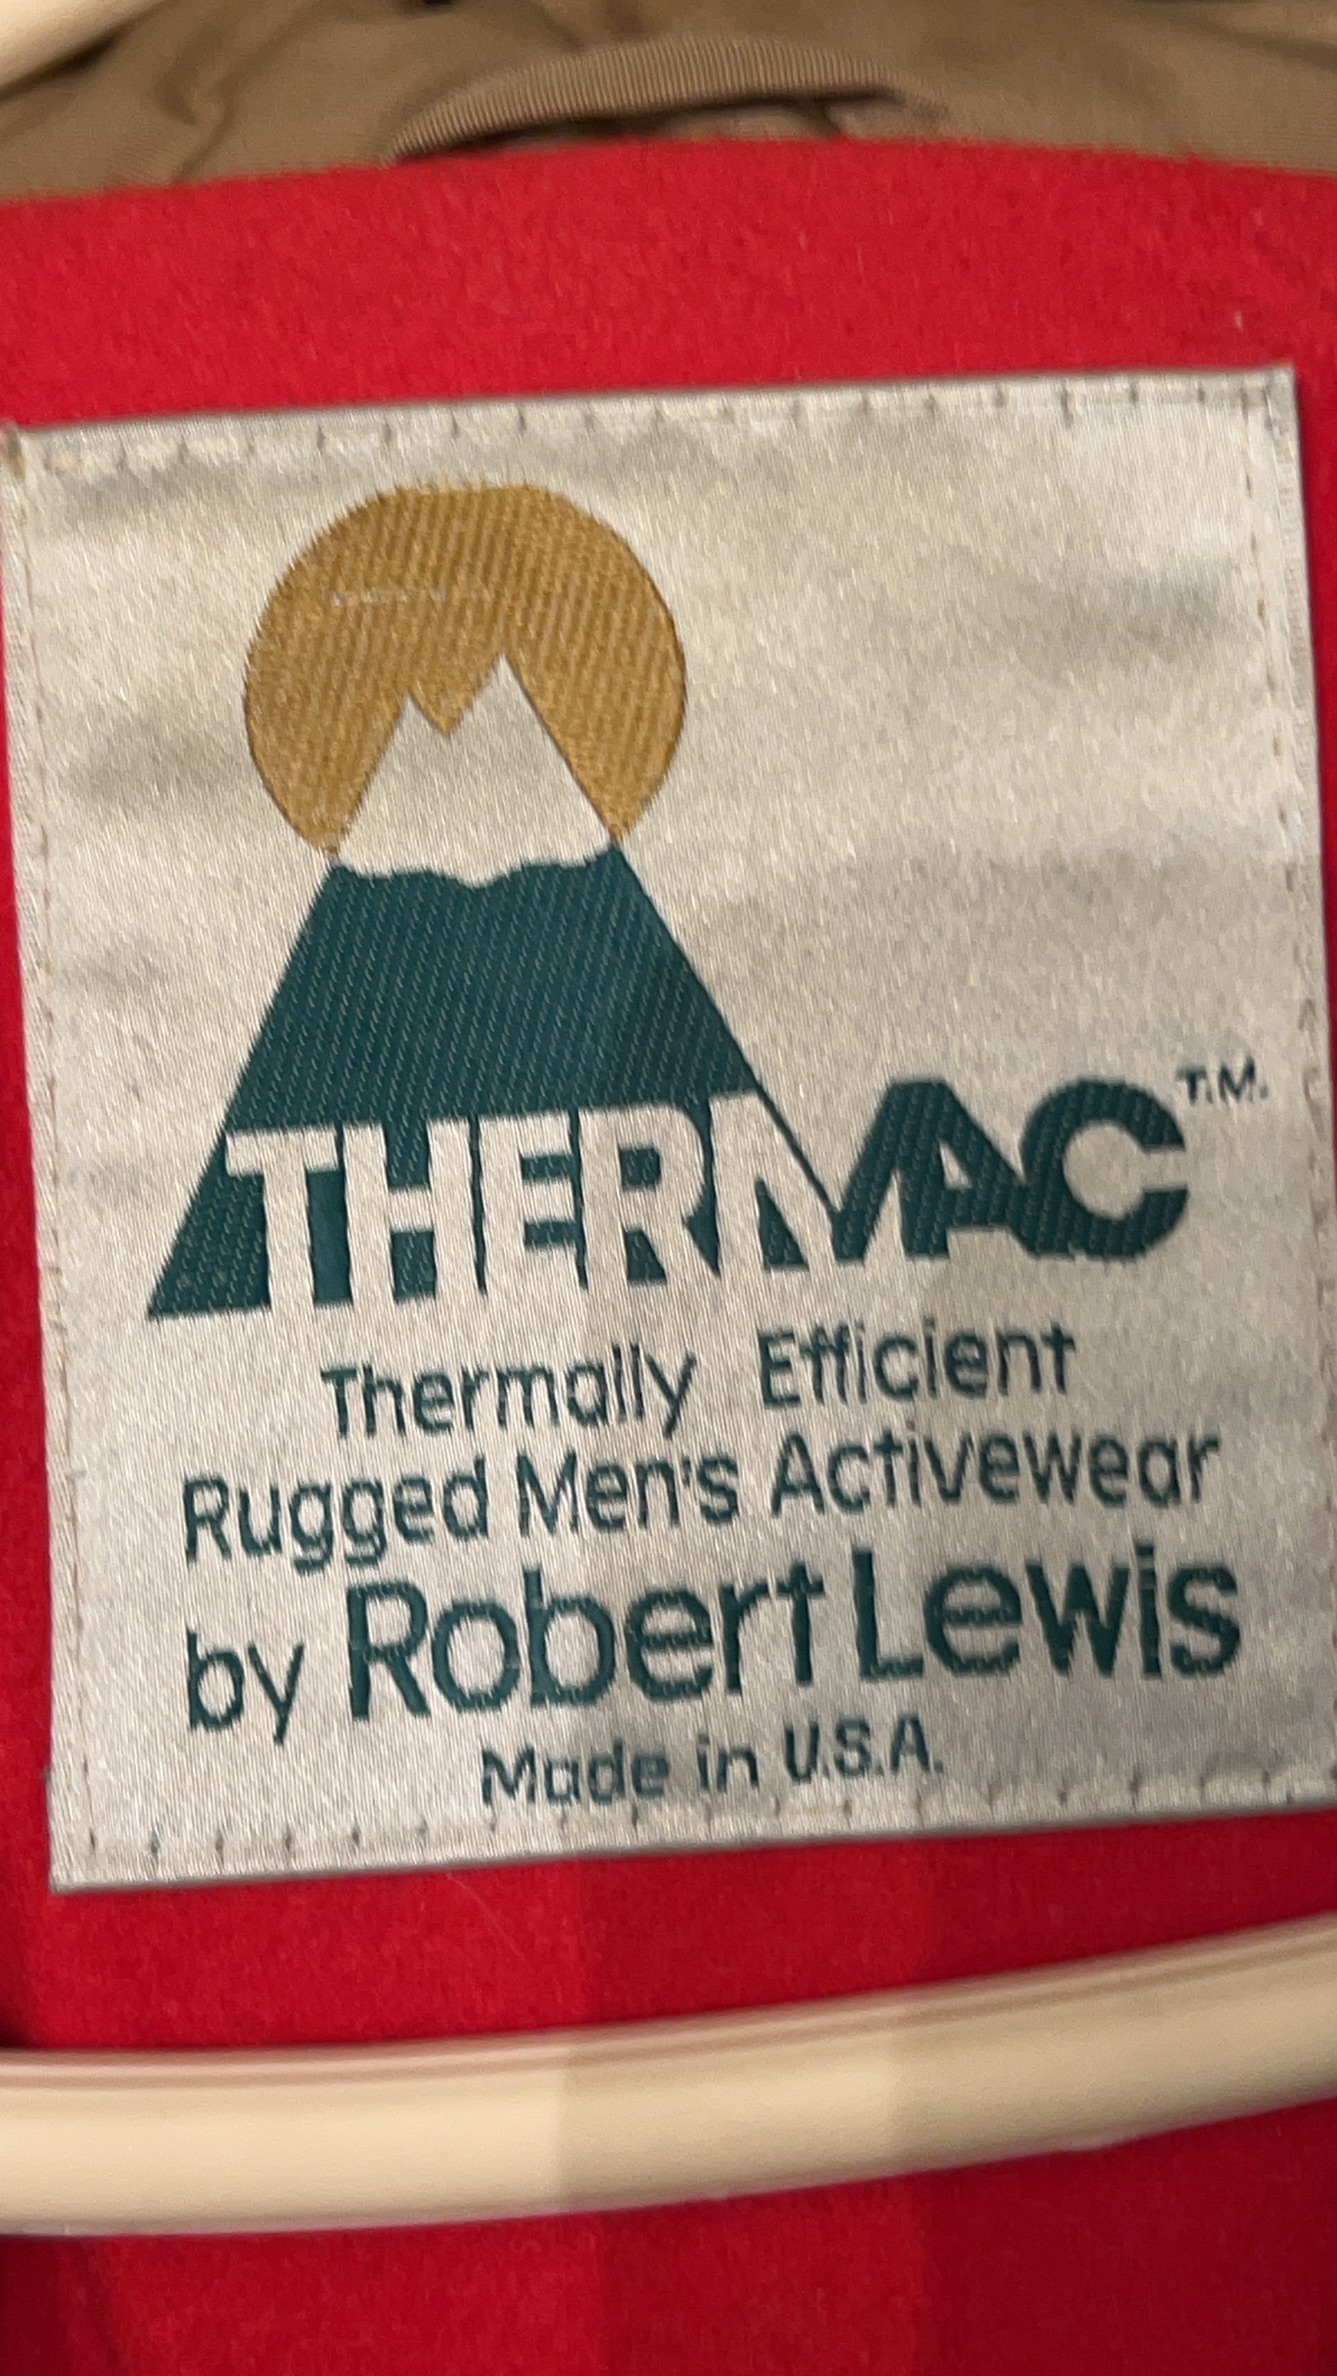 THERMAC T.M.
Thermally Efficient
Rugged Men's Activewear
by Robert Lewis
Made in U.S.A.